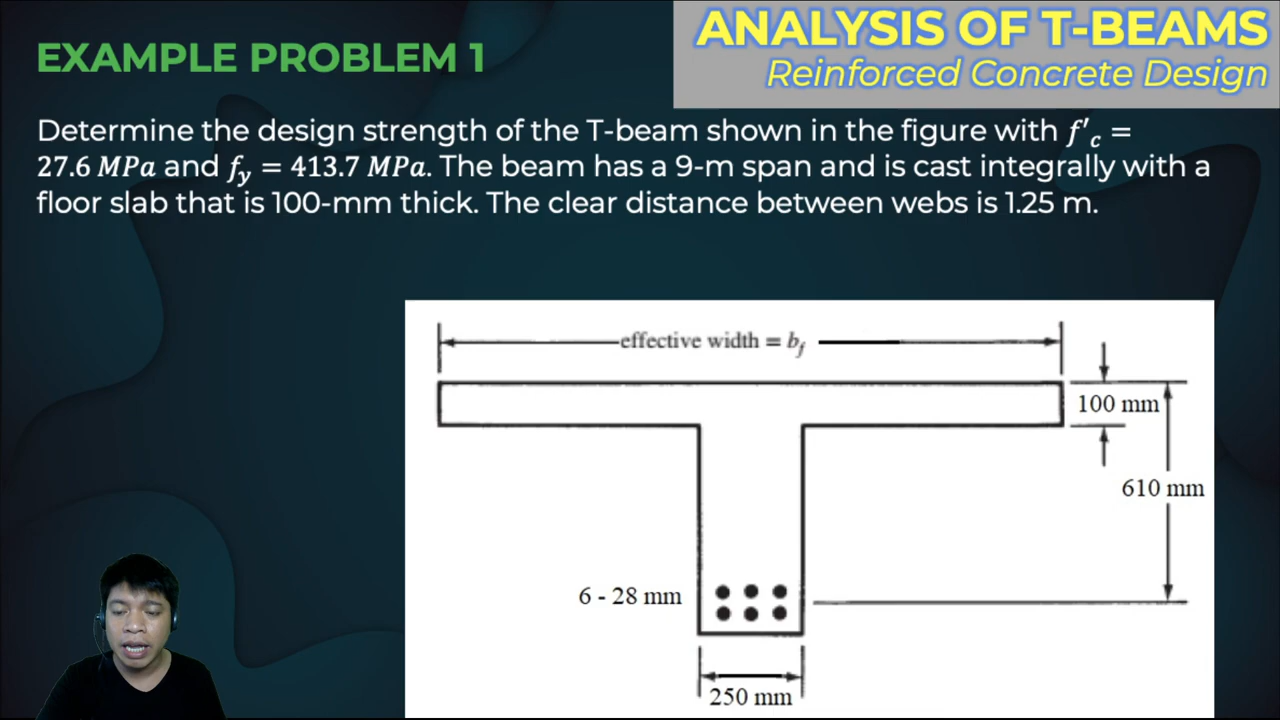 ANALYSIS OF T-BEAMS
Reinforced Concrete Design
EXAMPLE PROBLEM 1
Determine the design strength of the T-beam shown in the figure with f′c =
27.6 MPa and fy = 413.7 MPa. The beam has a 9-m span and is cast integrally with a
floor slab that is 100-mm thick. The clear distance between webs is 1.25 m.
effective width = bf
100 mm
610 mm
6 - 28 mm
250 mm